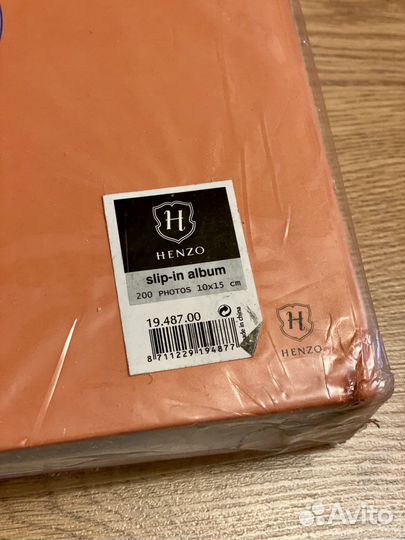 H
HENZO
slip-in album
200 PHOTOS 10x15 cm
19.487.00
made in china
8 711229 194877
H
HENZO
Avito